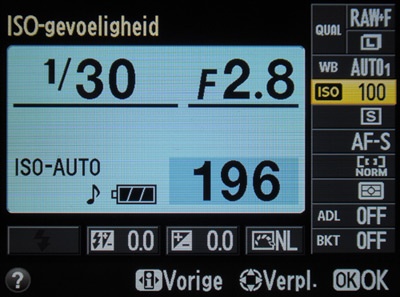 ISO-gevoeligheid
1/30 F2.8
ISO-AUTO 196
0.0 0.0 NL
QUAL RAW+F
L
WB AUTO1
ISO 100
S
AF-S
NORM
ADL OFF
BKT OFF
? i Vorige Verpl. OK OK